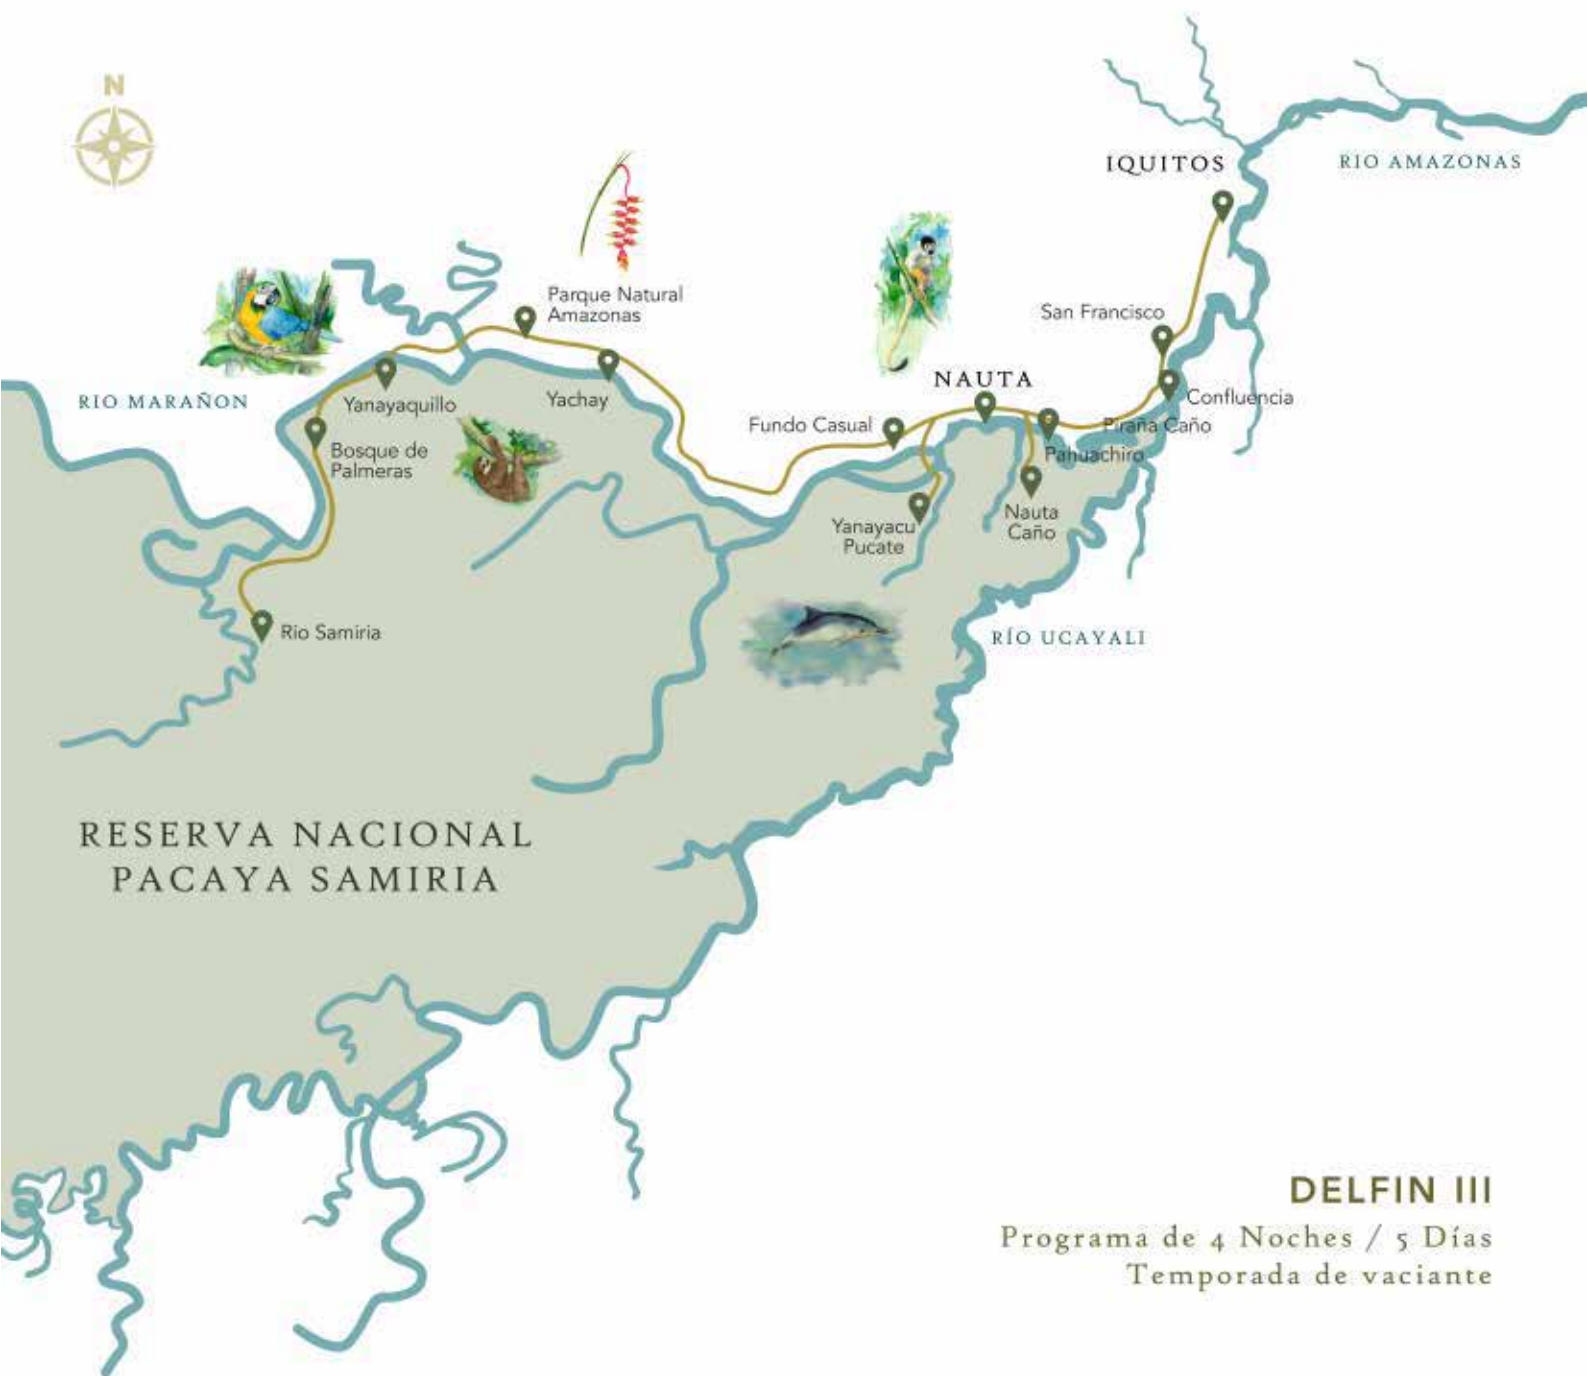 N
IQUITOS
RIO AMAZONAS
Parque Natural
Amazonas
San Francisco
NAUTA
RIO MARAÑON
Yanayaquillo
Yachay
Confluencia
Fundo Casual
Piraña Caño
Bosque de
Palmeras
Pahuachiro
Yanayacu
Pucate
Nauta
Caño
Rio Samiria
RÍO UCAYALI
RESERVA NACIONAL
PACAYA SAMIRIA
DELFIN III
Programa de 4 Noches / 5 Días
Temporada de vaciante